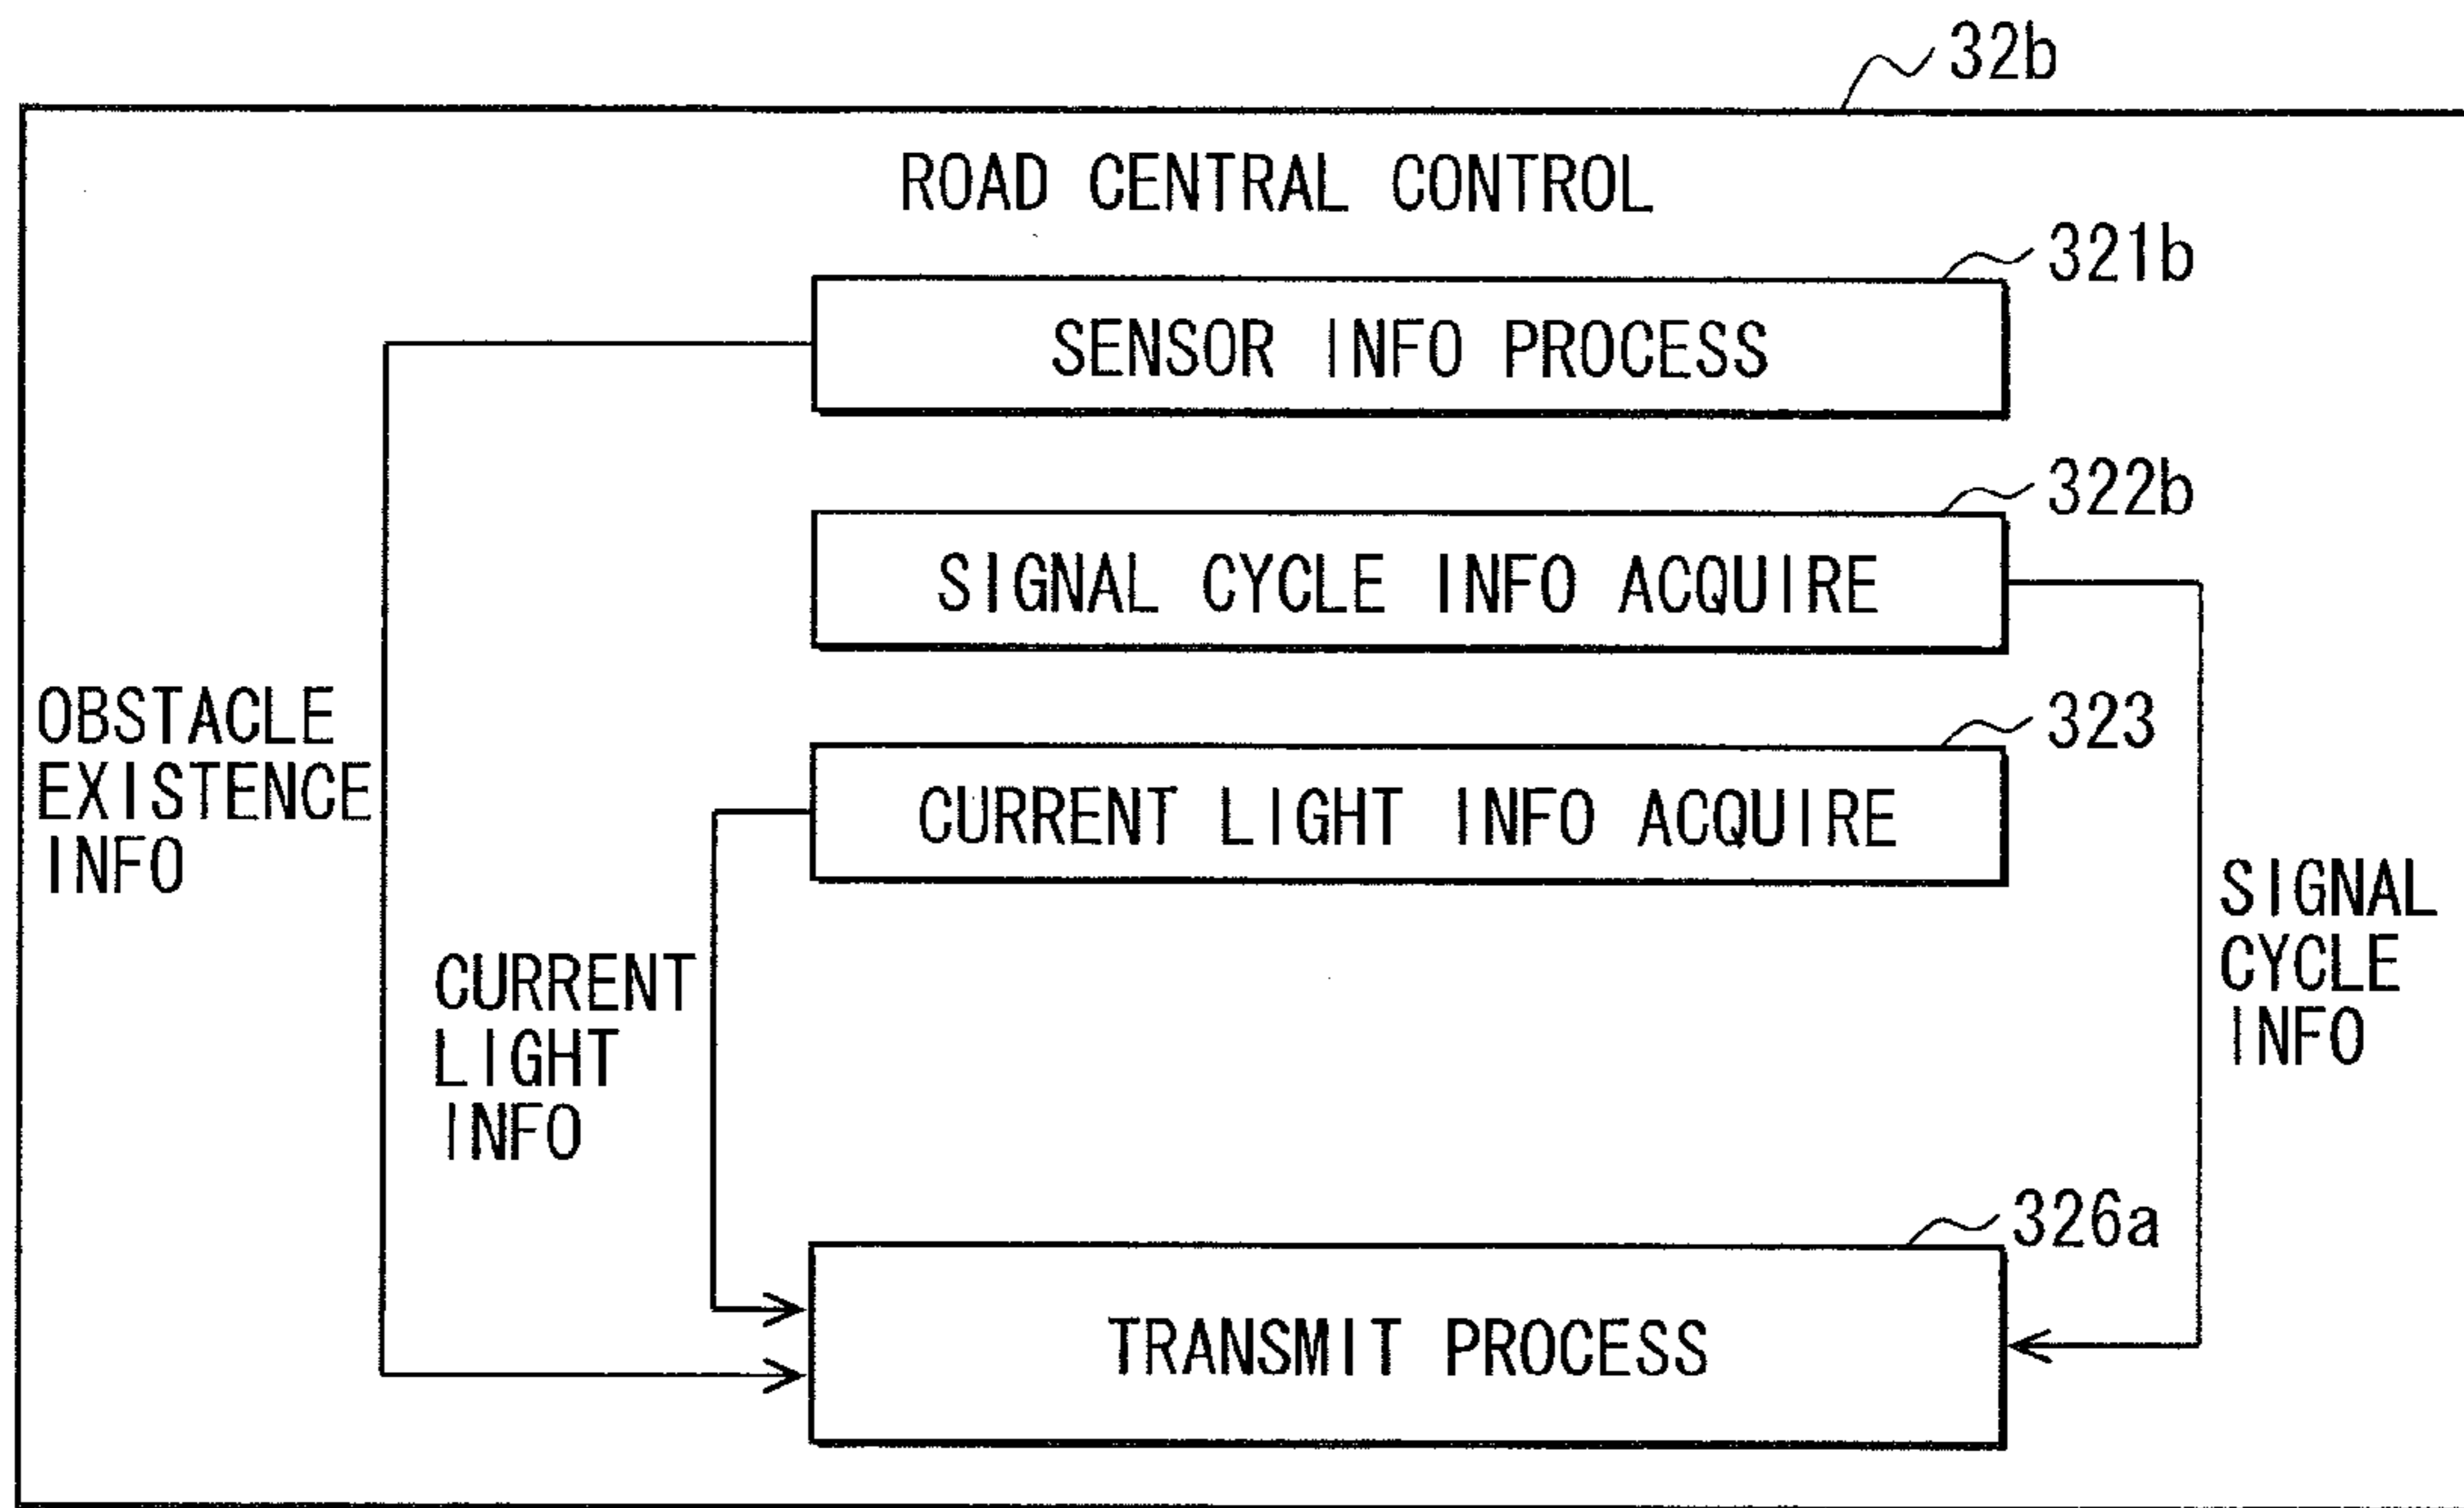 32b
ROAD CENTRAL CONTROL
321b
SENSOR INFO PROCESS
322b
SIGNAL CYCLE INFO ACQUIRE
OBSTACLE
EXISTENCE
INFO
323
CURRENT LIGHT INFO ACQUIRE
CURRENT
LIGHT
INFO
SIGNAL
CYCLE
INFO
326a
TRANSMIT PROCESS